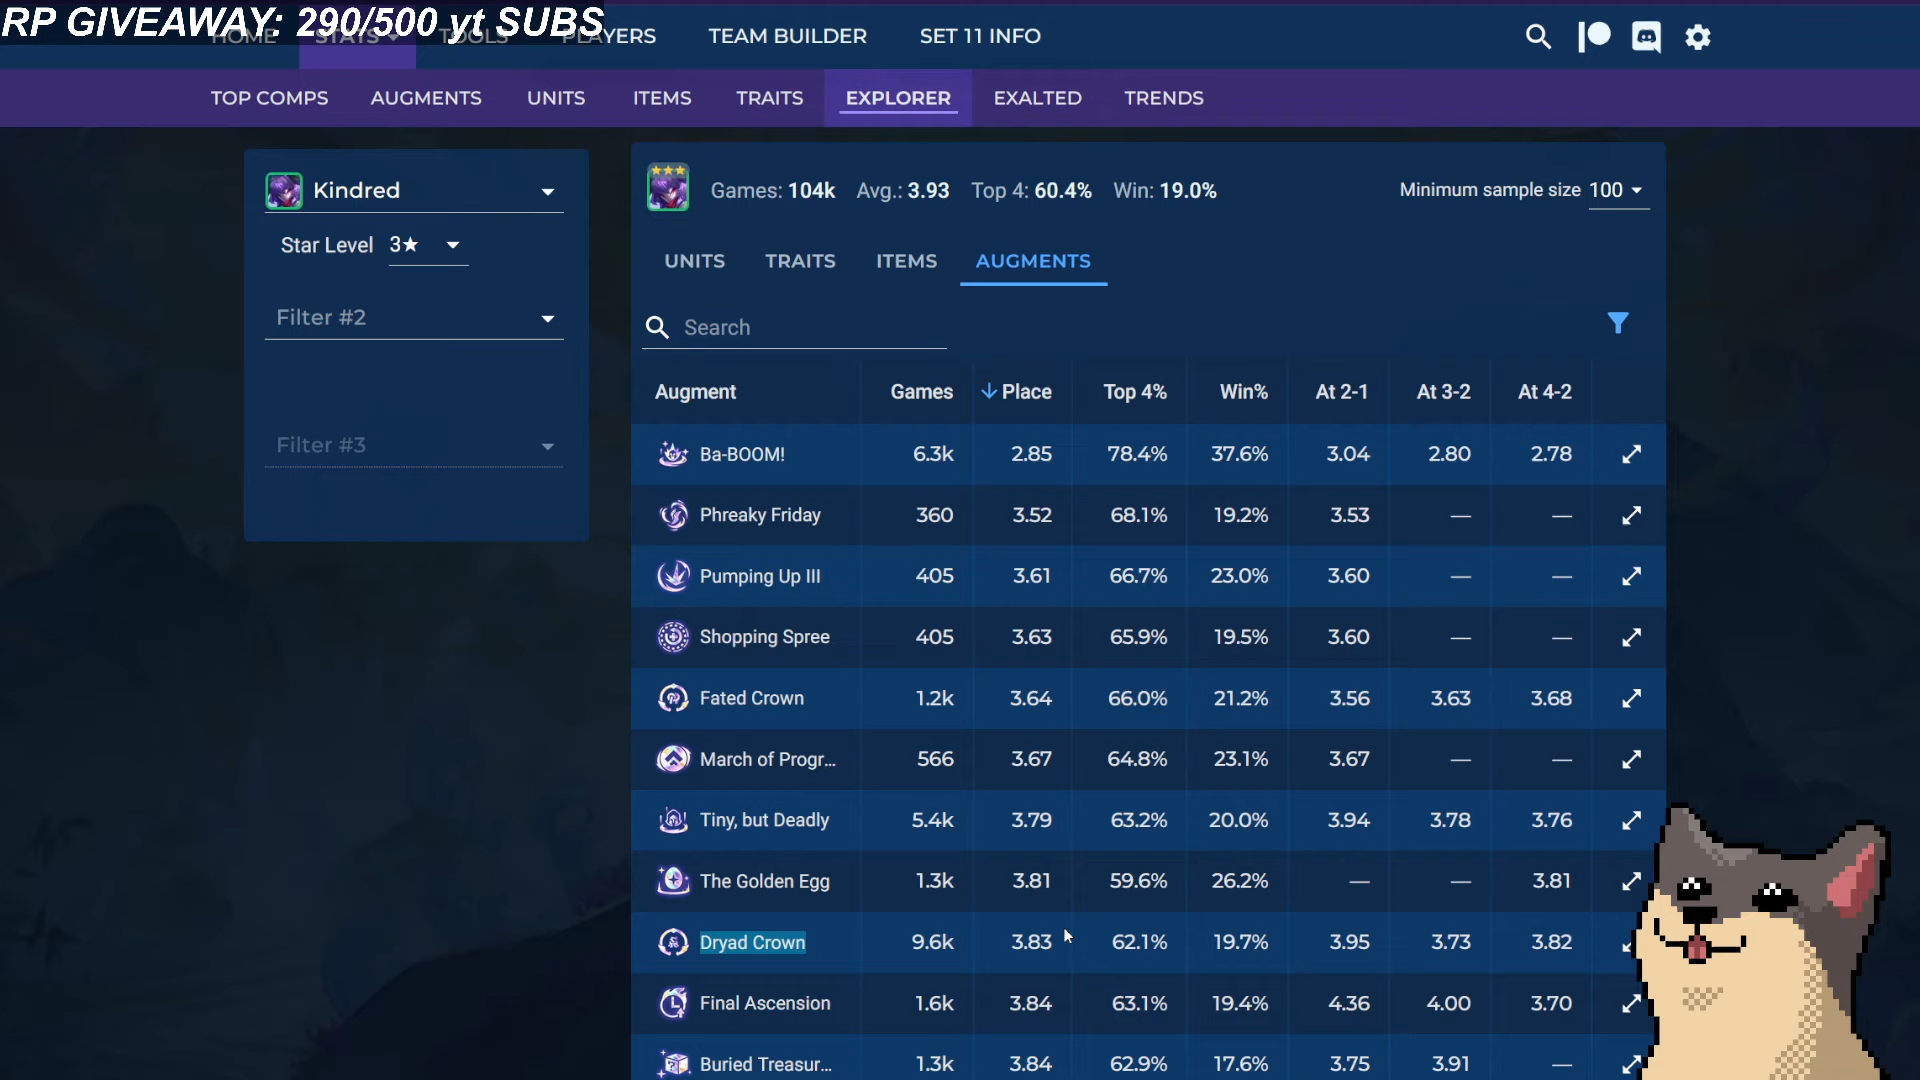 RP GIVEAWAY: 290/500 yt SUBS
HOME STATS TOOLS PLAYERS TEAM BUILDER SET 11 INFO
TOP COMPS AUGMENTS UNITS ITEMS TRAITS EXPLORER EXALTED TRENDS
Kindred
Star Level 3★
Filter #2
Filter #3
Games: 104k Avg.: 3.93 Top 4: 60.4% Win: 19.0% Minimum sample size 100
UNITS TRAITS ITEMS AUGMENTS
Search
Augment Games Place Top 4% Win% At 2-1 At 3-2 At 4-2
Ba-BOOM! 6.3k 2.85 78.4% 37.6% 3.04 2.80 2.78
Phreaky Friday 360 3.52 68.1% 19.2% 3.53 — —
Pumping Up III 405 3.61 66.7% 23.0% 3.60 — —
Shopping Spree 405 3.63 65.9% 19.5% 3.60 — —
Fated Crown 1.2k 3.64 66.0% 21.2% 3.56 3.63 3.68
March of Progr... 566 3.67 64.8% 23.1% 3.67 — —
Tiny, but Deadly 5.4k 3.79 63.2% 20.0% 3.94 3.78 3.76
The Golden Egg 1.3k 3.81 59.6% 26.2% — — 3.81
Dryad Crown 9.6k 3.83 62.1% 19.7% 3.95 3.73 3.82
Final Ascension 1.6k 3.84 63.1% 19.4% 4.36 4.00 3.70
Buried Treasur... 1.3k 3.84 62.9% 17.6% 3.75 3.91 —